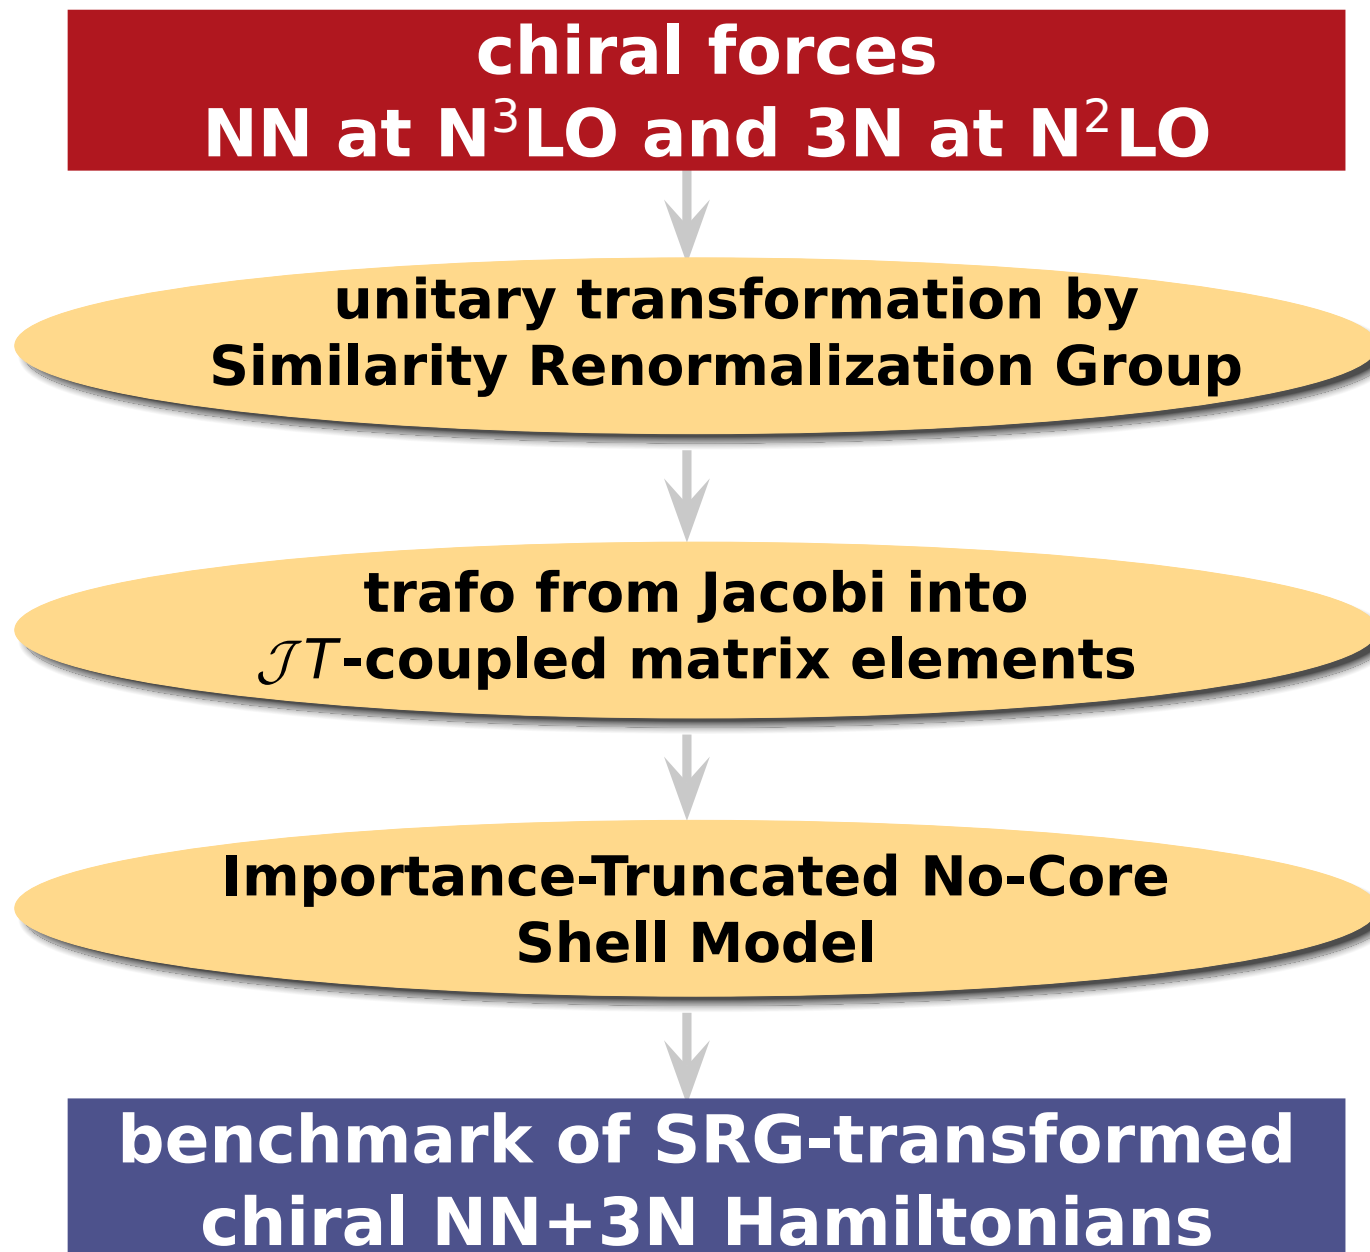 chiral forces
NN at N³LO and 3N at N²LO
unitary transformation by
Similarity Renormalization Group
trafo from Jacobi into
𝒥T-coupled matrix elements
Importance-Truncated No-Core
Shell Model
benchmark of SRG-transformed
chiral NN+3N Hamiltonians